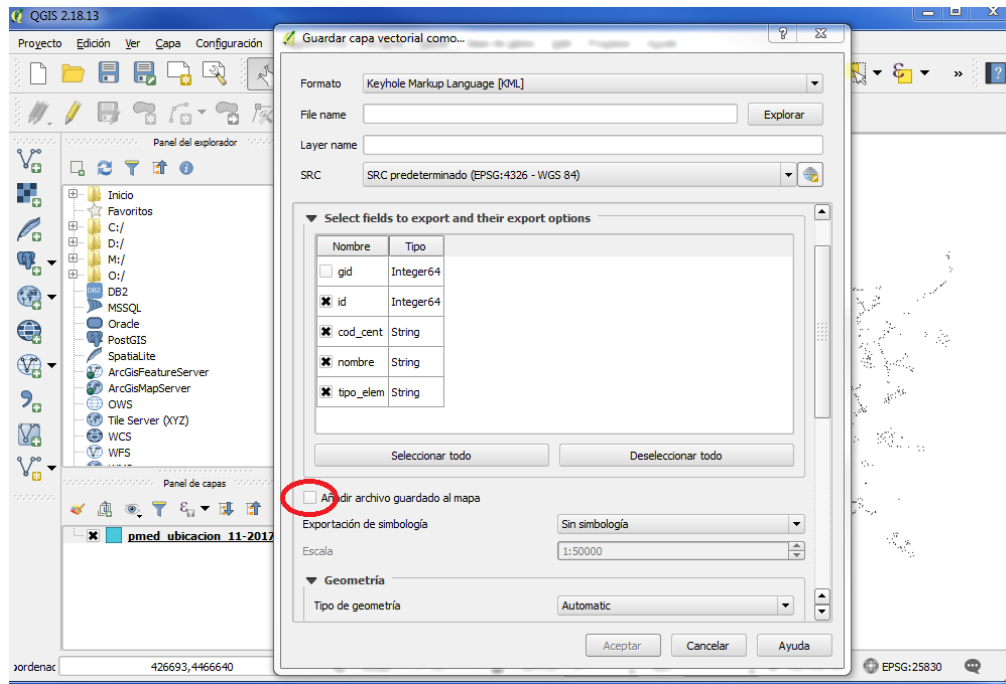 QGIS 2.18.13
Proyecto Edición Ver Capa Configuración
Guardar capa vectorial como...
Formato Keyhole Markup Language [KML]
File name Explorar
Layer name
SRC SRC predeterminado (EPSG:4326 - WGS 84)
Select fields to export and their export options
Nombre Tipo
gid Integer64
id Integer64
cod_cent String
nombre String
tipo_elem String
Seleccionar todo Deseleccionar todo
Añadir archivo guardado al mapa
Exportación de simbología Sin simbología
Escala 1:50000
Geometría
Tipo de geometría Automatic
Aceptar Cancelar Ayuda
Panel del explorador
Inicio
Favoritos
C:/
D:/
M:/
O:/
DB2
MSSQL
Oracle
PostGIS
SpatiaLite
ArcGisFeatureServer
ArcGisMapServer
OWS
Tile Server (XYZ)
WCS
WFS
Panel de capas
pmed_ubicacion_11-2017
oordenac 426693,4466640 EPSG:25830